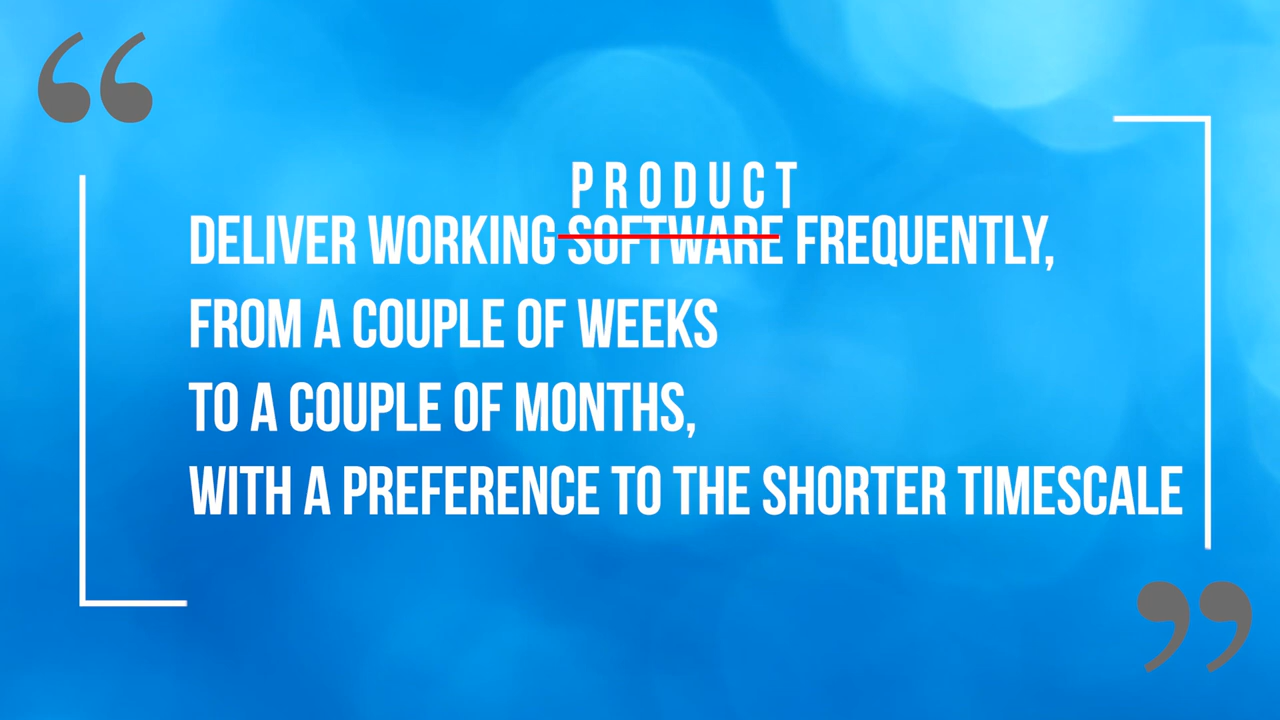 “
PRODUCT
DELIVER WORKING SOFTWARE FREQUENTLY,
FROM A COUPLE OF WEEKS
TO A COUPLE OF MONTHS,
WITH A PREFERENCE TO THE SHORTER TIMESCALE
”